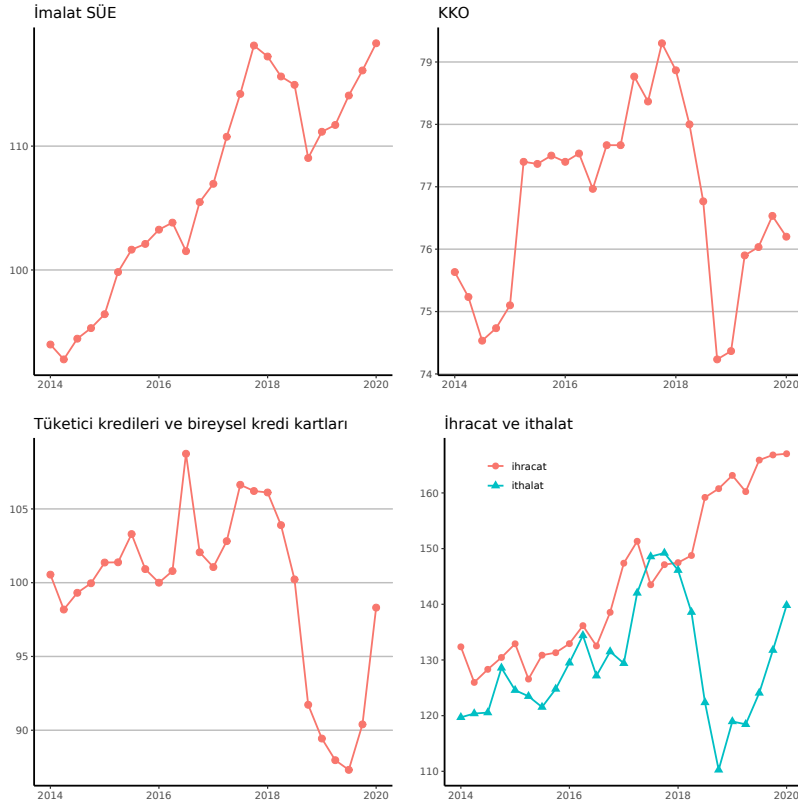 İmalat SÜE
110
100
2014 2016 2018 2020
KKO
79
78
77
76
75
74
2014 2016 2018 2020
Tüketici kredileri ve bireysel kredi kartları
105
100
95
90
2014 2016 2018 2020
İhracat ve ithalat
ihracat
ithalat
160
150
140
130
120
110
2014 2016 2018 2020